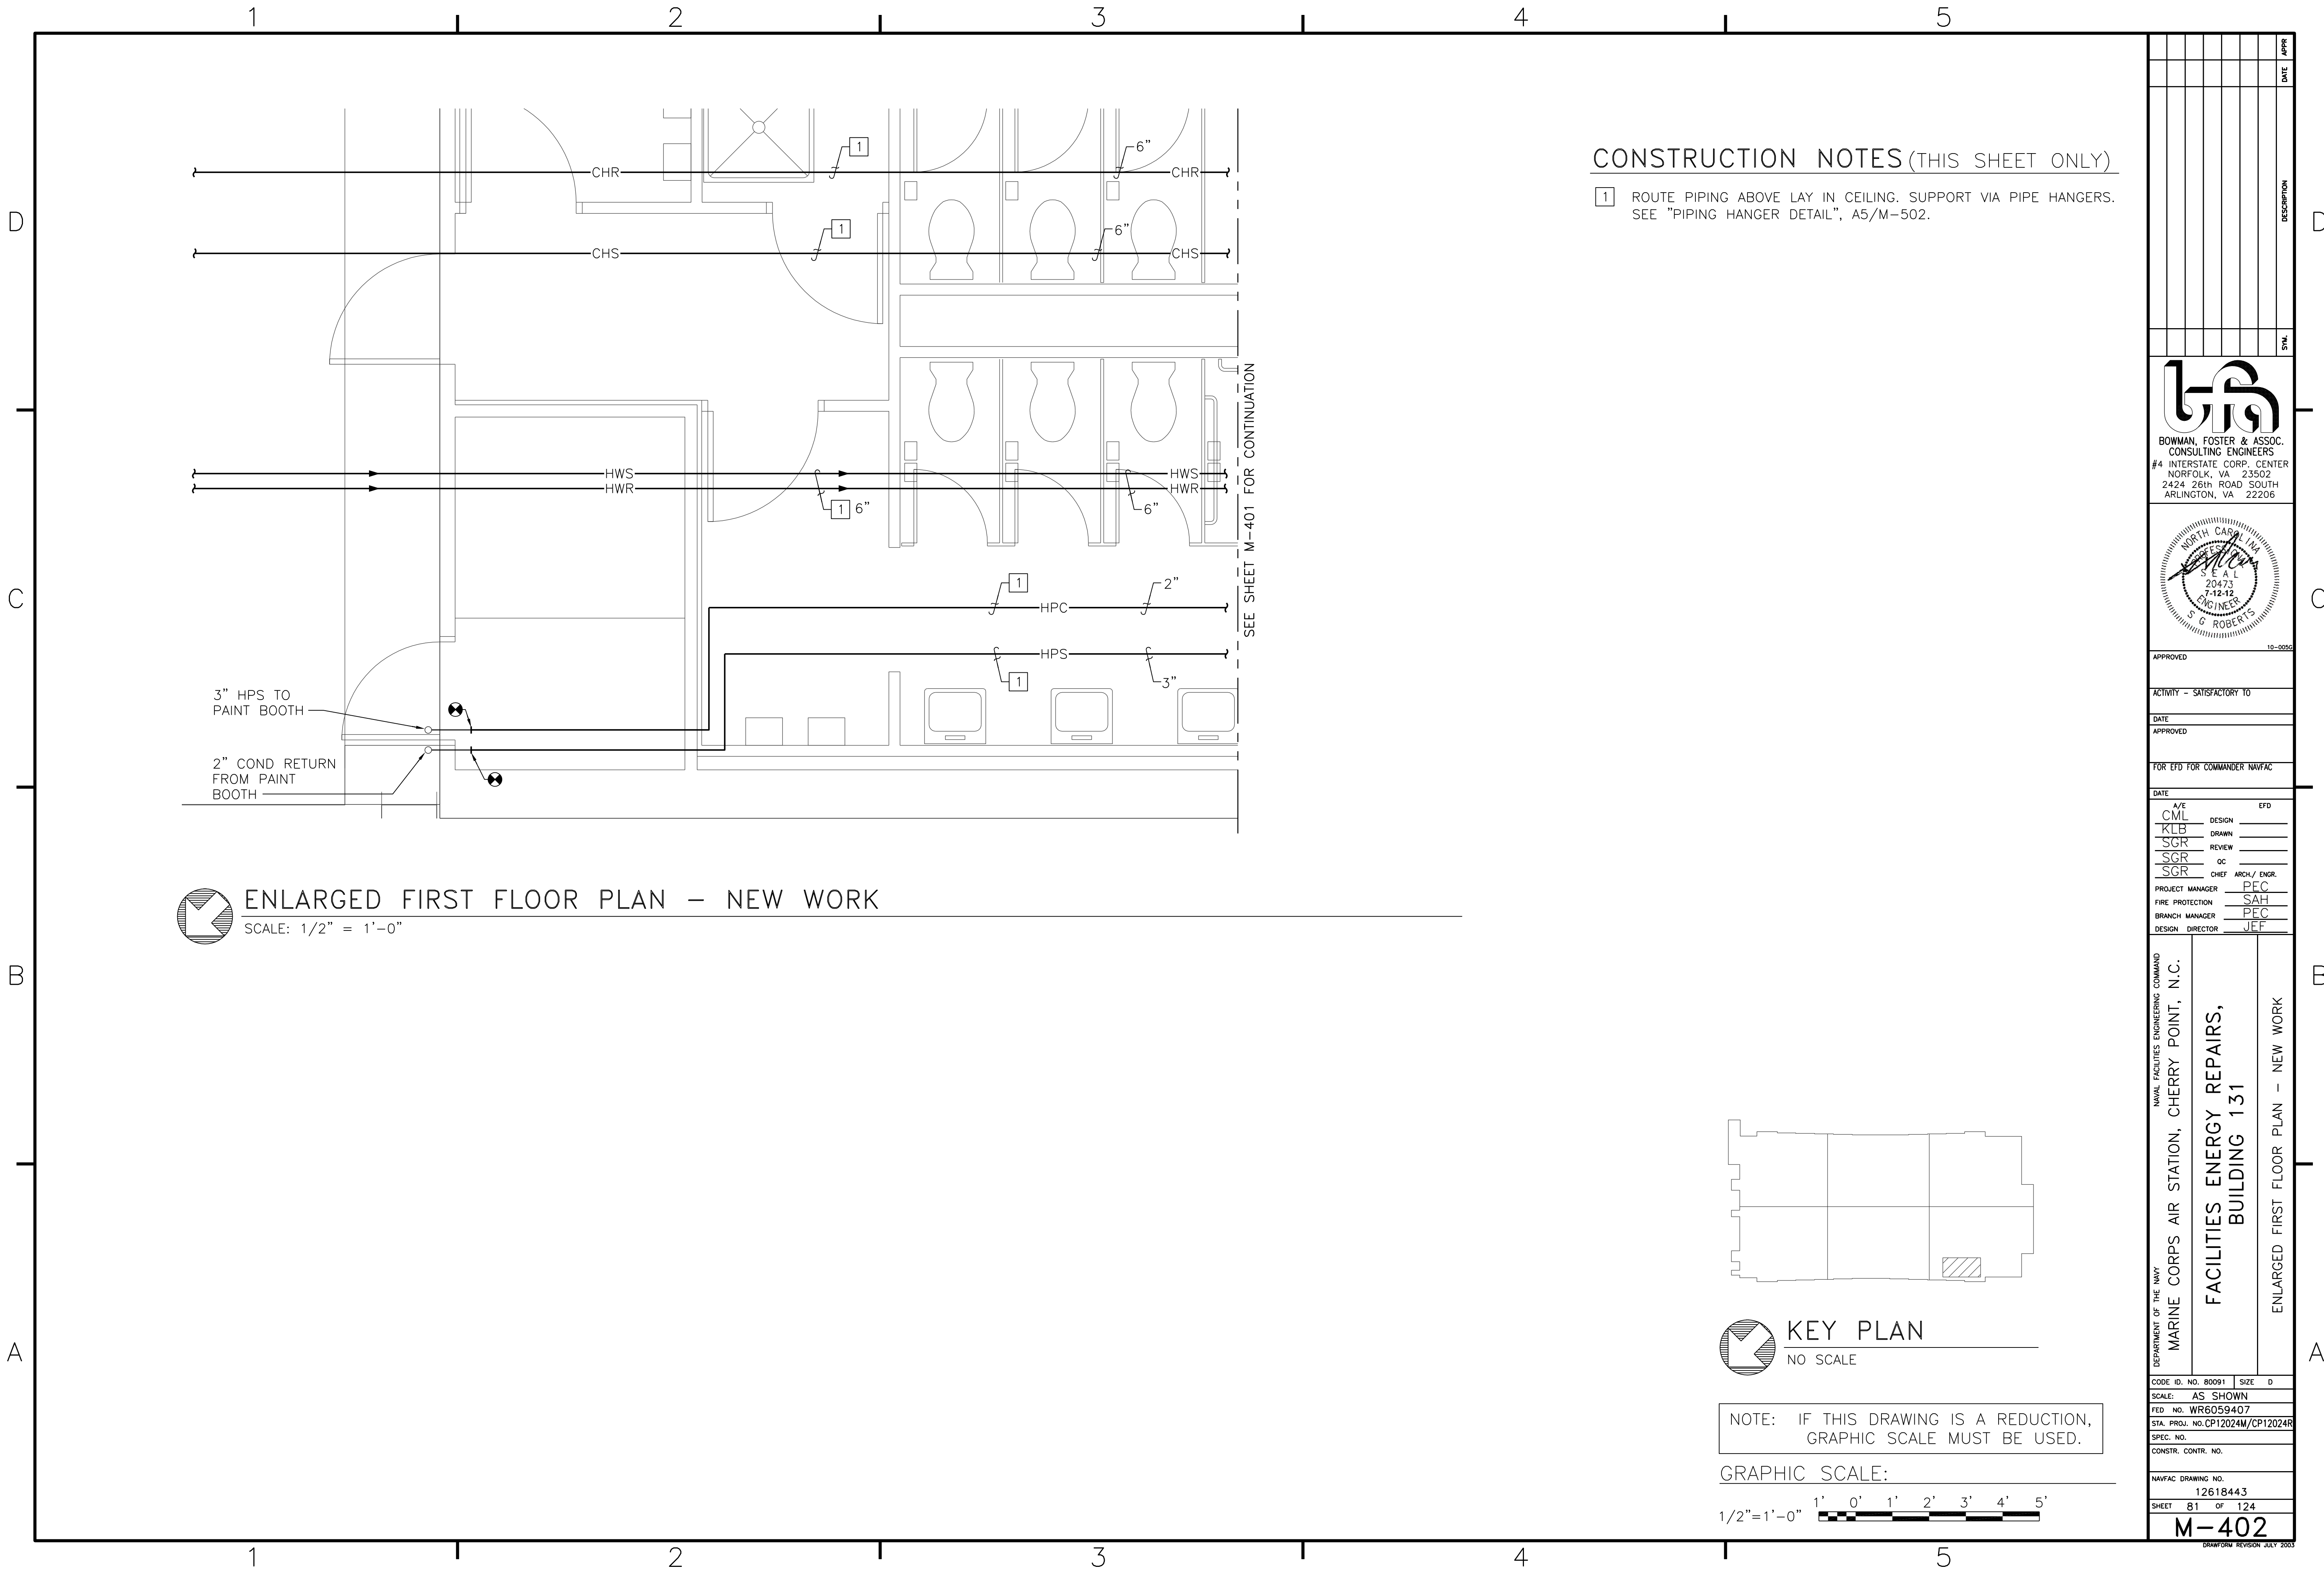 1 2 3 4 5
D
C
B
A
CHR
1
6"
CHR
CHS
1
6"
CHS
HWS
HWS
HWR
HWR
1 6"
6"
1
2"
HPC
HPS
1
3"
3" HPS TO
PAINT BOOTH
2" COND RETURN
FROM PAINT
BOOTH
SEE SHEET M-401 FOR CONTINUATION
ENLARGED FIRST FLOOR PLAN - NEW WORK
SCALE: 1/2" = 1'-0"
CONSTRUCTION NOTES (THIS SHEET ONLY)
1 ROUTE PIPING ABOVE LAY IN CEILING. SUPPORT VIA PIPE HANGERS.
SEE "PIPING HANGER DETAIL", A5/M-502.
KEY PLAN
NO SCALE
NOTE: IF THIS DRAWING IS A REDUCTION,
GRAPHIC SCALE MUST BE USED.
GRAPHIC SCALE:
1/2"=1'-0"
1' 0' 1' 2' 3' 4' 5'
D
C
B
A
1 2 3 4 5
APPR
DATE
DESCRIPTION
SYM.
bfa
BOWMAN, FOSTER & ASSOC.
CONSULTING ENGINEERS
#4 INTERSTATE CORP. CENTER
NORFOLK, VA 23502
2424 26th ROAD SOUTH
ARLINGTON, VA 22206
NORTH CAROLINA
PROFESSIONAL
SEAL
20473
7-12-12
ENGINEER
S G ROBERTS
10-005G
APPROVED
ACTIVITY - SATISFACTORY TO
DATE
APPROVED
FOR EFD FOR COMMANDER NAVFAC
DATE
A/E EFD
CML DESIGN
KLB DRAWN
SGR REVIEW
SGR QC
SGR CHIEF ARCH./ ENGR.
PROJECT MANAGER PEC
FIRE PROTECTION SAH
BRANCH MANAGER PEC
DESIGN DIRECTOR JEF
DEPARTMENT OF THE NAVY NAVAL FACILITIES ENGINEERING COMMAND
MARINE CORPS AIR STATION, CHERRY POINT, N.C.
FACILITIES ENERGY REPAIRS,
BUILDING 131
ENLARGED FIRST FLOOR PLAN - NEW WORK
CODE ID. NO. 80091 SIZE D
SCALE: AS SHOWN
FED NO. WR6059407
STA. PROJ. NO. CP12024M/CP12024R
SPEC. NO.
CONSTR. CONTR. NO.
NAVFAC DRAWING NO.
12618443
SHEET 81 OF 124
M-402
DRAWFORM REVISION JULY 2003